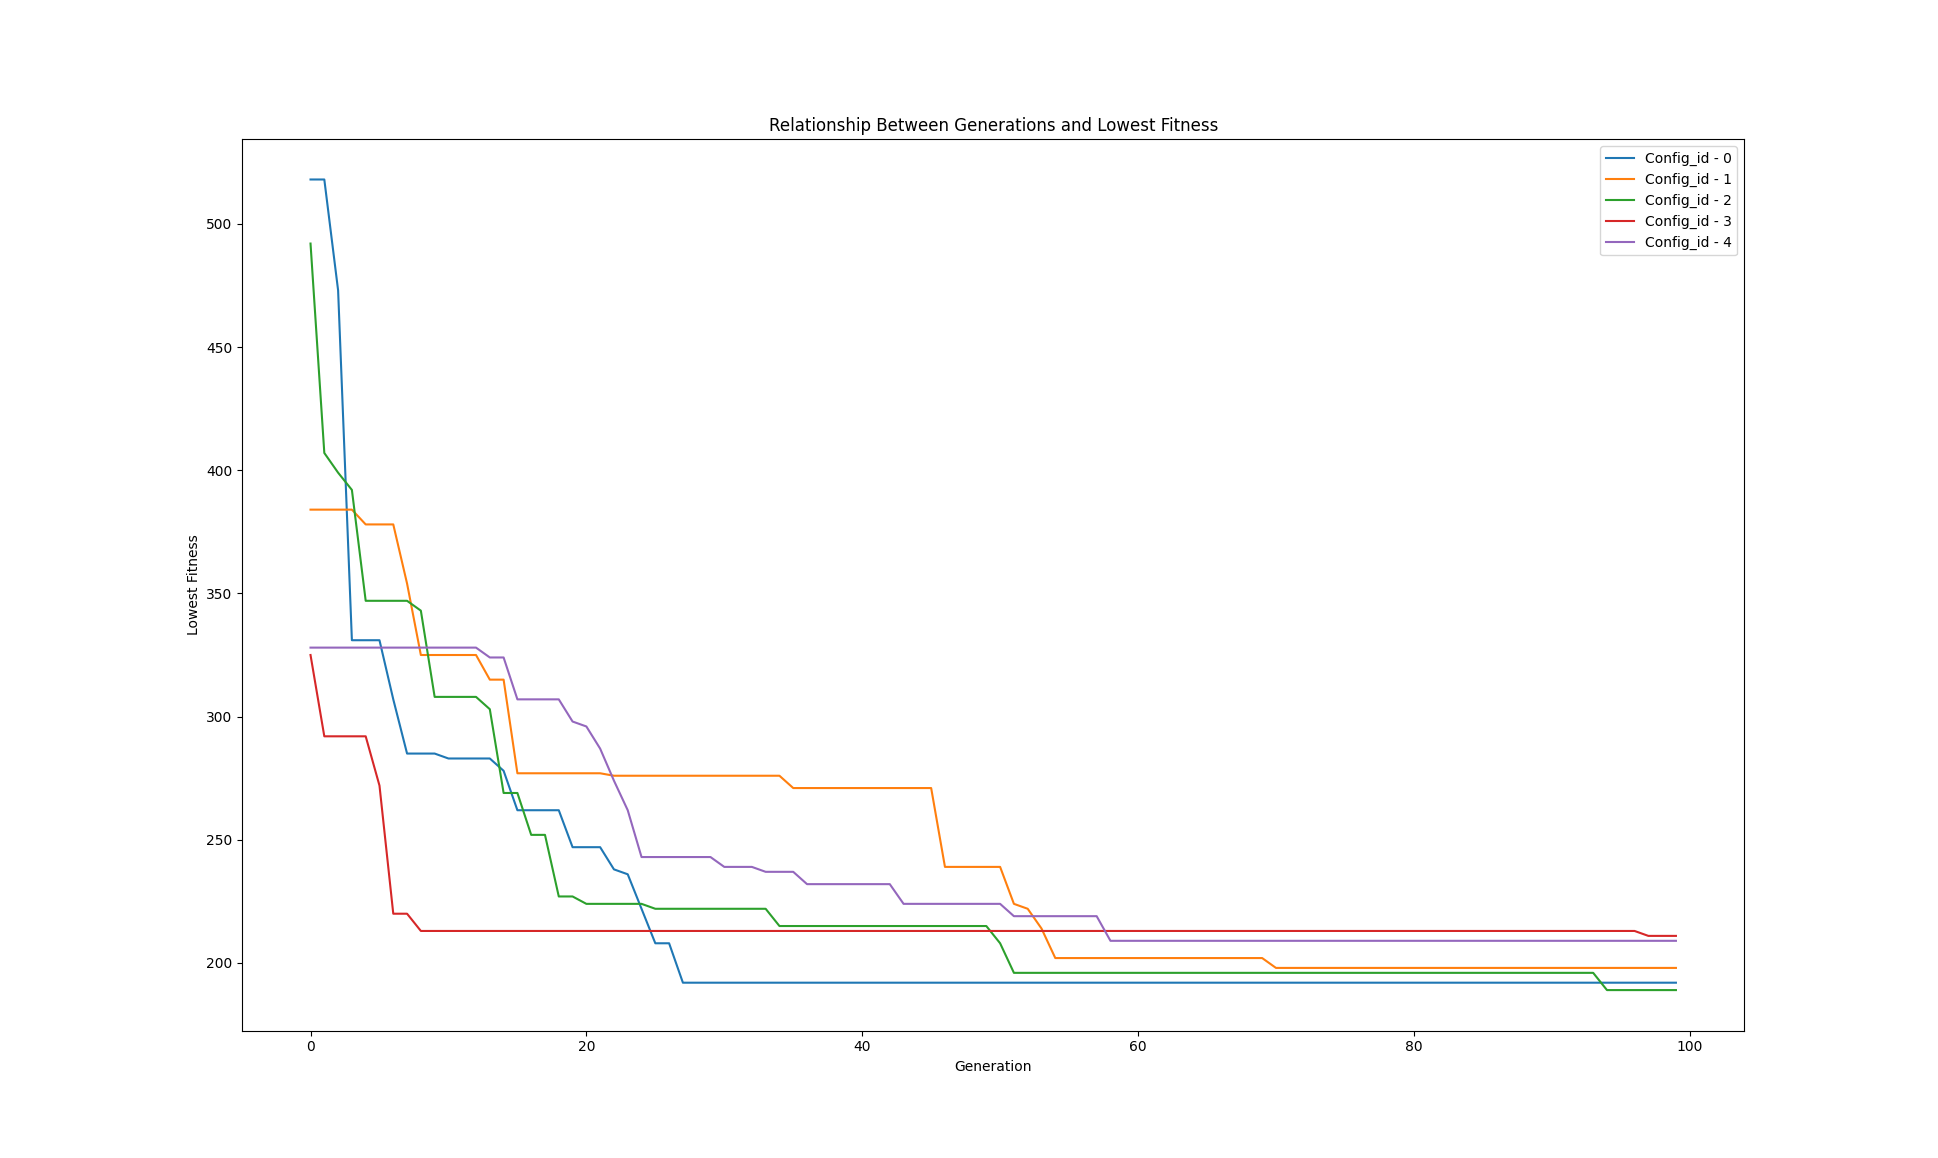 Relationship Between Generations and Lowest Fitness
Config_id - 0
Config_id - 1
Config_id - 2
Config_id - 3
Config_id - 4
500
450
400
350
300
250
200
Lowest Fitness
0 20 40 60 80 100
Generation